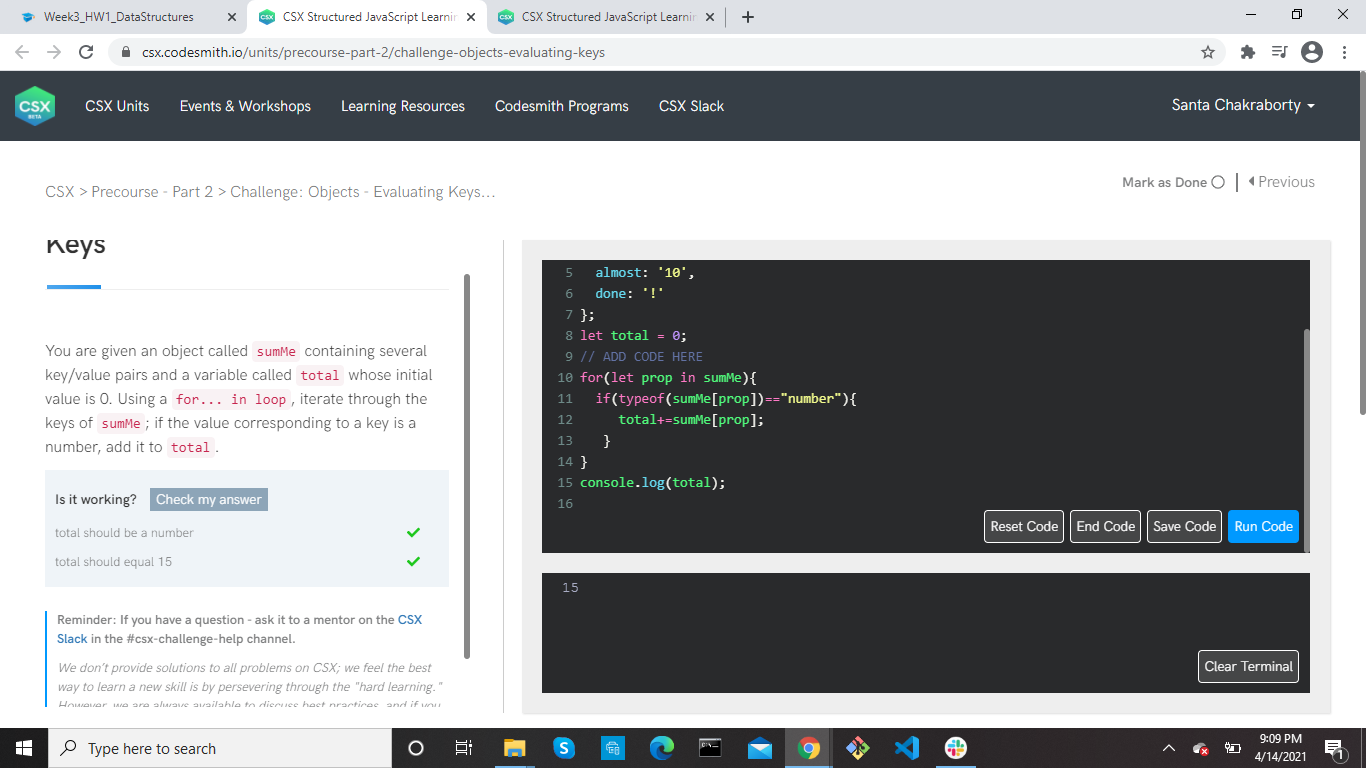 Week3_HW1_DataStructures
CSX Structured JavaScript Learnin
CSX Structured JavaScript Learnin
csx.codesmith.io/units/precourse-part-2/challenge-objects-evaluating-keys
CSX
BETA
CSX Units
Events & Workshops
Learning Resources
Codesmith Programs
CSX Slack
Santa Chakraborty
CSX > Precourse - Part 2 > Challenge: Objects - Evaluating Keys...
Mark as Done
Previous
Keys
You are given an object called sumMe containing several
key/value pairs and a variable called total whose initial
value is 0. Using a for... in loop, iterate through the
keys of sumMe; if the value corresponding to a key is a
number, add it to total.
Is it working? Check my answer
total should be a number
total should equal 15
Reminder: If you have a question - ask it to a mentor on the CSX
Slack in the #csx-challenge-help channel.
We don't provide solutions to all problems on CSX; we feel the best
way to learn a new skill is by persevering through the "hard learning."
However, we are always available to discuss best practices, and if you
5 almost: '10',
6 done: '!'
7 };
8 let total = 0;
9 // ADD CODE HERE
10 for(let prop in sumMe){
11 if(typeof(sumMe[prop])=="number"){
12 total+=sumMe[prop];
13 }
14 }
15 console.log(total);
16
Reset Code
End Code
Save Code
Run Code
15
Clear Terminal
Type here to search
9:09 PM
4/14/2021
1